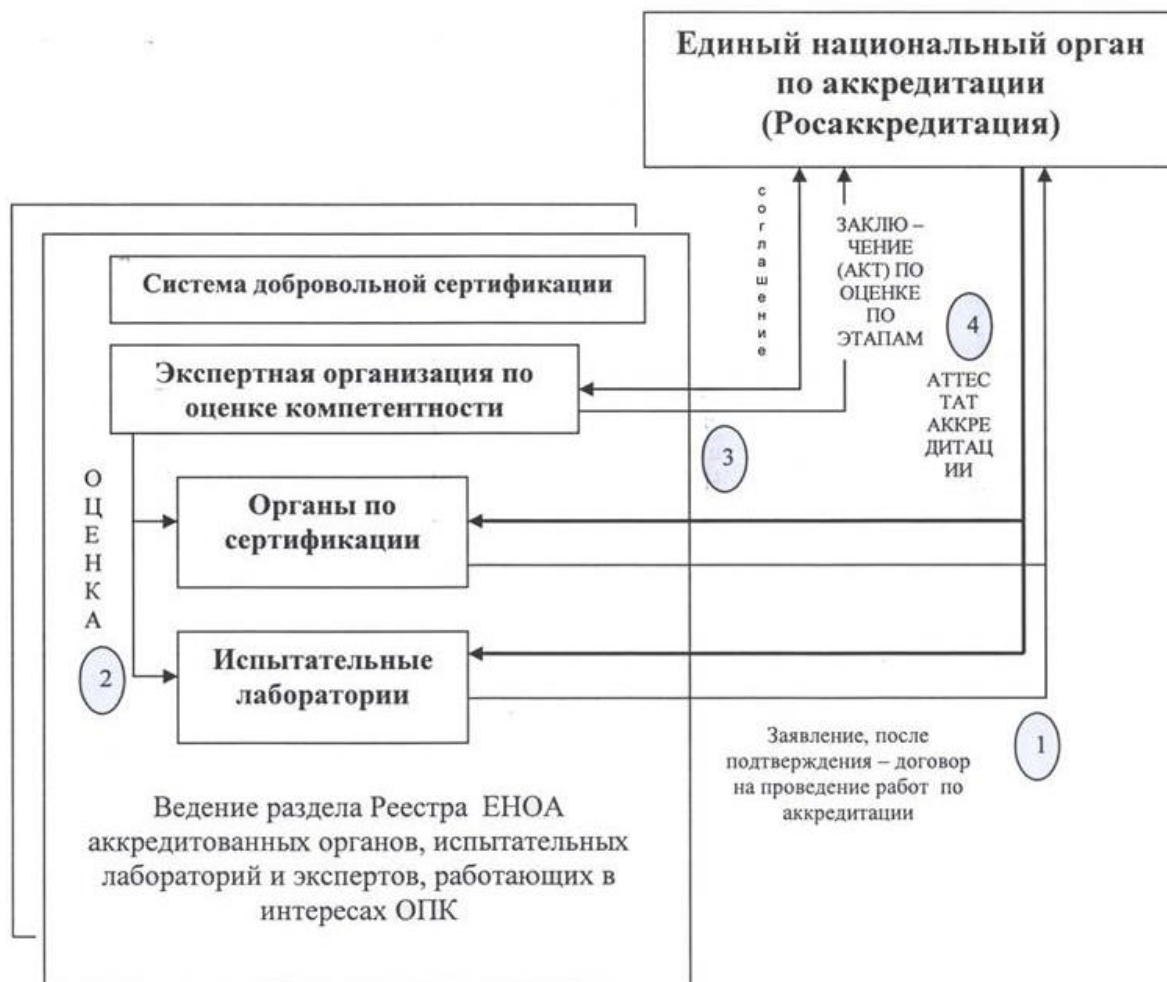 Единый национальный орган
по аккредитации
(Росаккредитация)
соглашение
ЗАКЛЮ –
ЧЕНИЕ
(АКТ) ПО
ОЦЕНКЕ
ПО
ЭТАПАМ
4
АТТЕС
ТАТ
АККРЕ
ДИТАЦ
ИИ
Система добровольной сертификации
Экспертная организация по
оценке компетентности
3
ОЦЕНКА
Органы по
сертификации
2
Испытательные
лаборатории
1
Заявление, после
подтверждения – договор
на проведение работ по
аккредитации
Ведение раздела Реестра ЕНОА
аккредитованных органов, испытательных
лабораторий и экспертов, работающих в
интересах ОПК